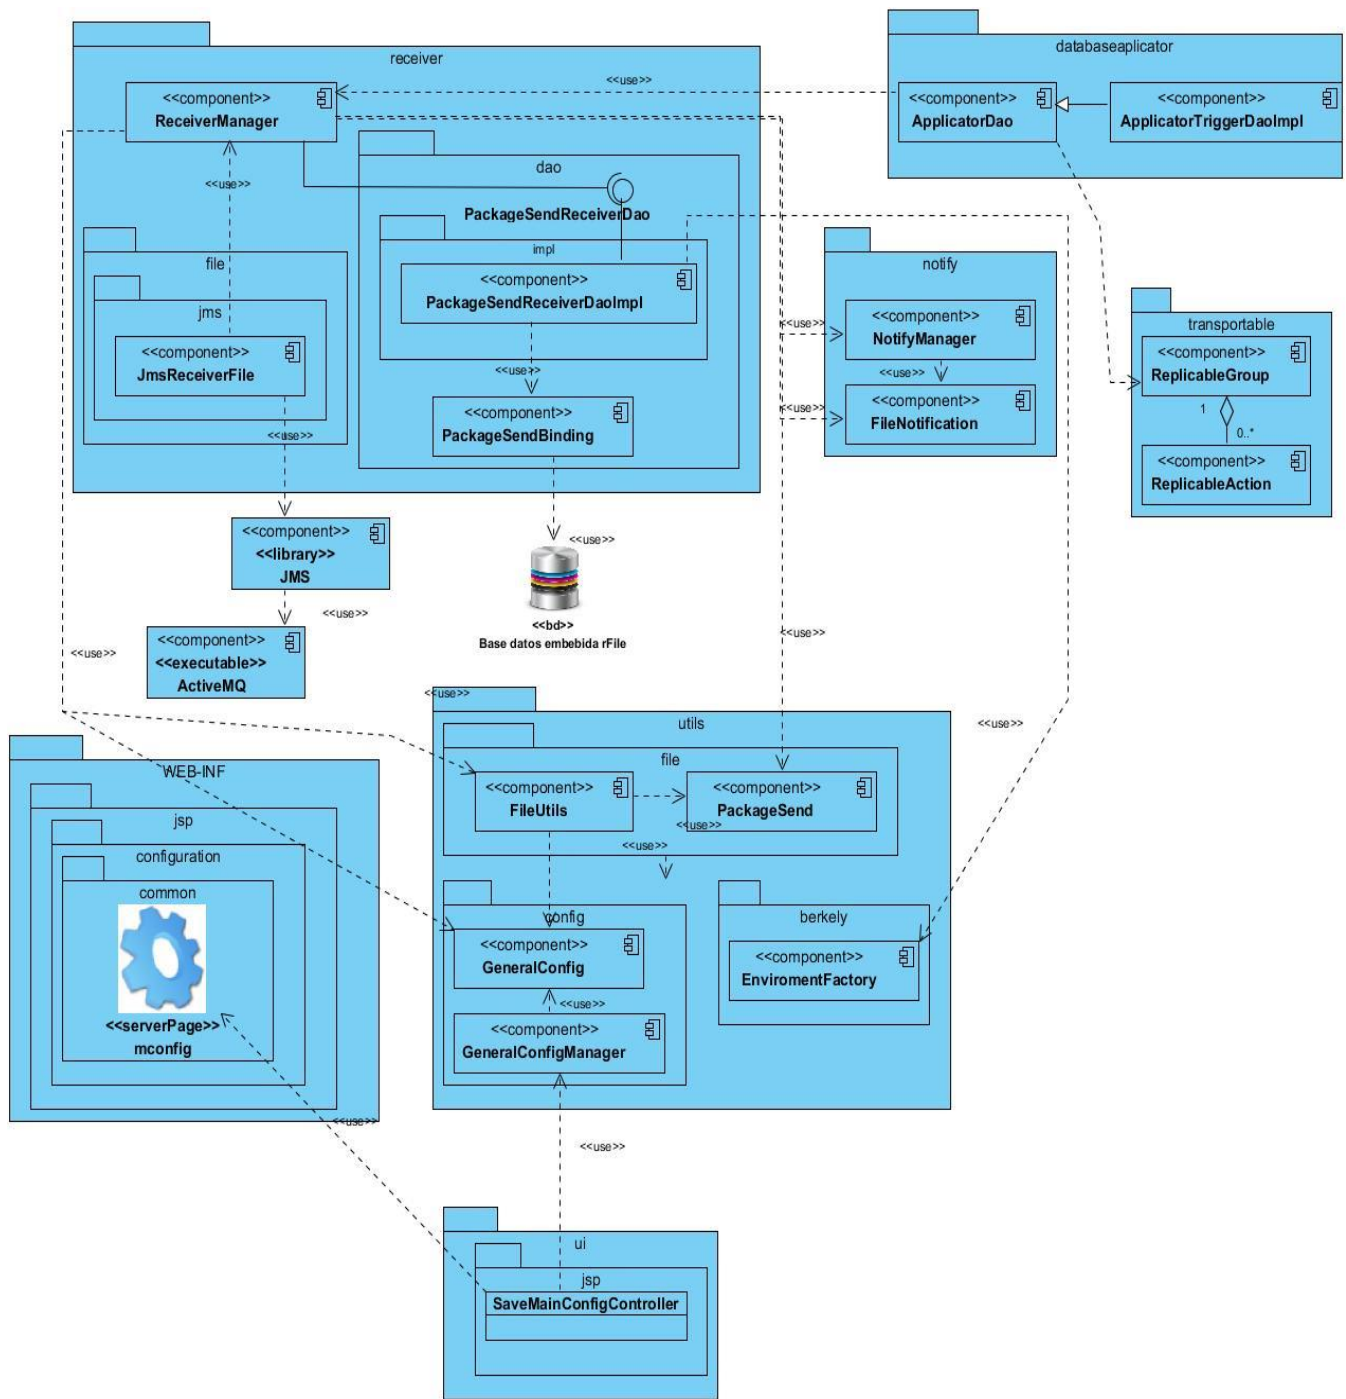 receiver
<<component>>
ReceiverManager
<<use>>
dao
PackageSendReceiverDao
impl
<<component>>
PackageSendReceiverDaoImpl
<<use>>
<<component>>
PackageSendBinding
file
jms
<<component>>
JmsReceiverFile
<<use>>
<<use>>
databaseaplicator
<<component>>
ApplicatorDao
<<component>>
ApplicatorTriggerDaoImpl
notify
<<component>>
NotifyManager
<<use>>
<<use>>
<<component>>
FileNotification
<<use>>
transportable
<<component>>
ReplicableGroup
1
0..*
<<component>>
ReplicableAction
<<component>>
<<library>>
JMS
<<use>>
<<component>>
<<executable>>
ActiveMQ
<<use>>
<<bd>>
Base datos embebida rFile
<<use>>
<<use>>
<<use>>
<<use>>
utils
file
<<component>>
FileUtils
<<component>>
PackageSend
<<use>>
<<use>>
config
<<component>>
GeneralConfig
<<use>>
<<component>>
GeneralConfigManager
berkely
<<component>>
EnviromentFactory
WEB-INF
jsp
configuration
common
<<serverPage>>
mconfig
<<use>>
<<use>>
ui
jsp
SaveMainConfigController